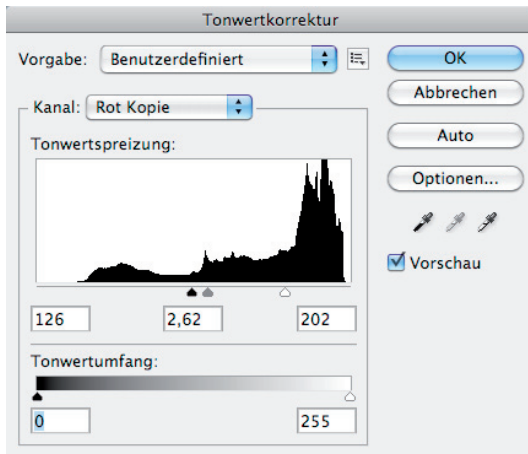 Tonwertkorrektur
Vorgabe: Benutzerdefiniert
OK
Abbrechen
Kanal: Rot Kopie
Auto
Tonwertspreizung:
Optionen...
Vorschau
126 2,62 202
Tonwertumfang:
0 255